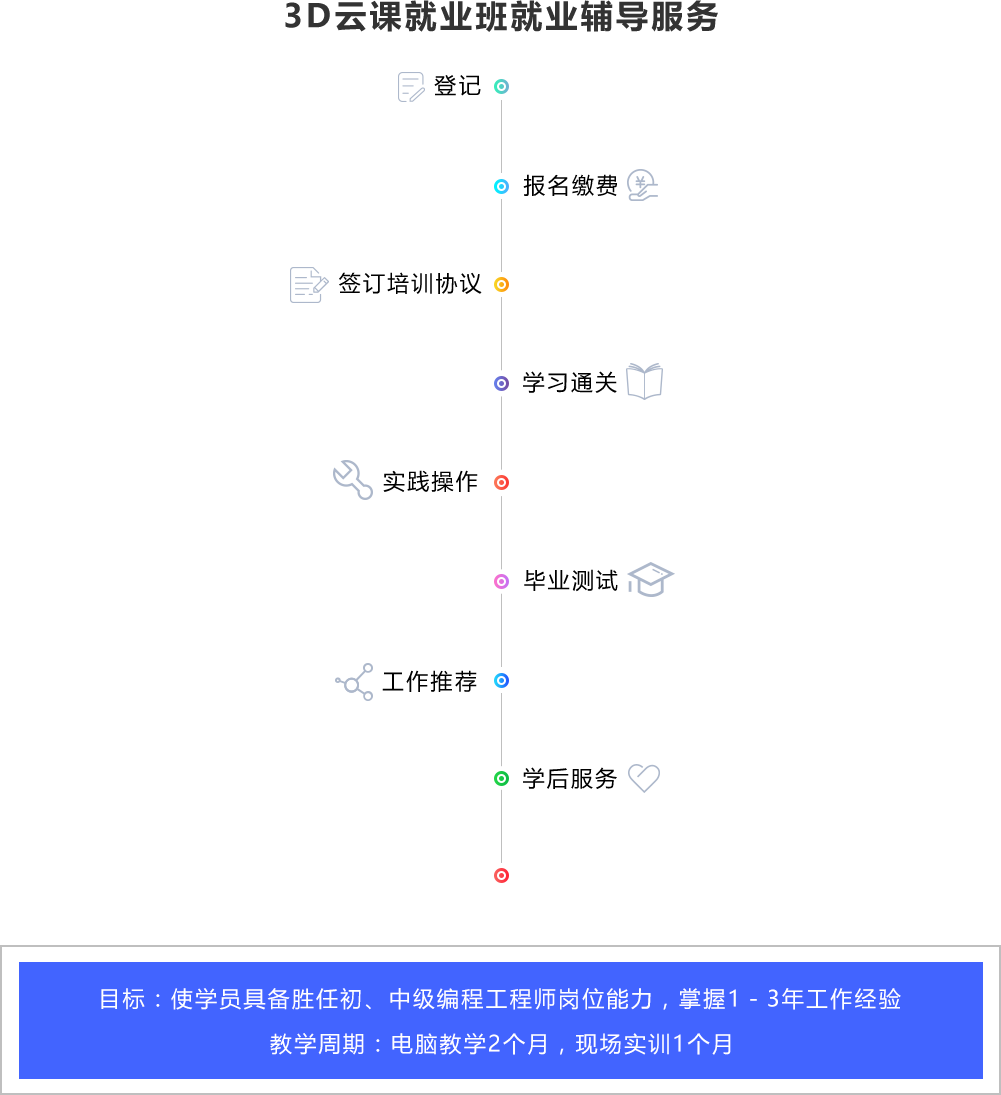 3D云课就业班就业辅导服务
登记
报名缴费
签订培训协议
学习通关
实践操作
毕业测试
工作推荐
学后服务
目标：使学员具备胜任初、中级编程工程师岗位能力，掌握1 - 3年工作经验
教学周期：电脑教学2个月，现场实训1个月